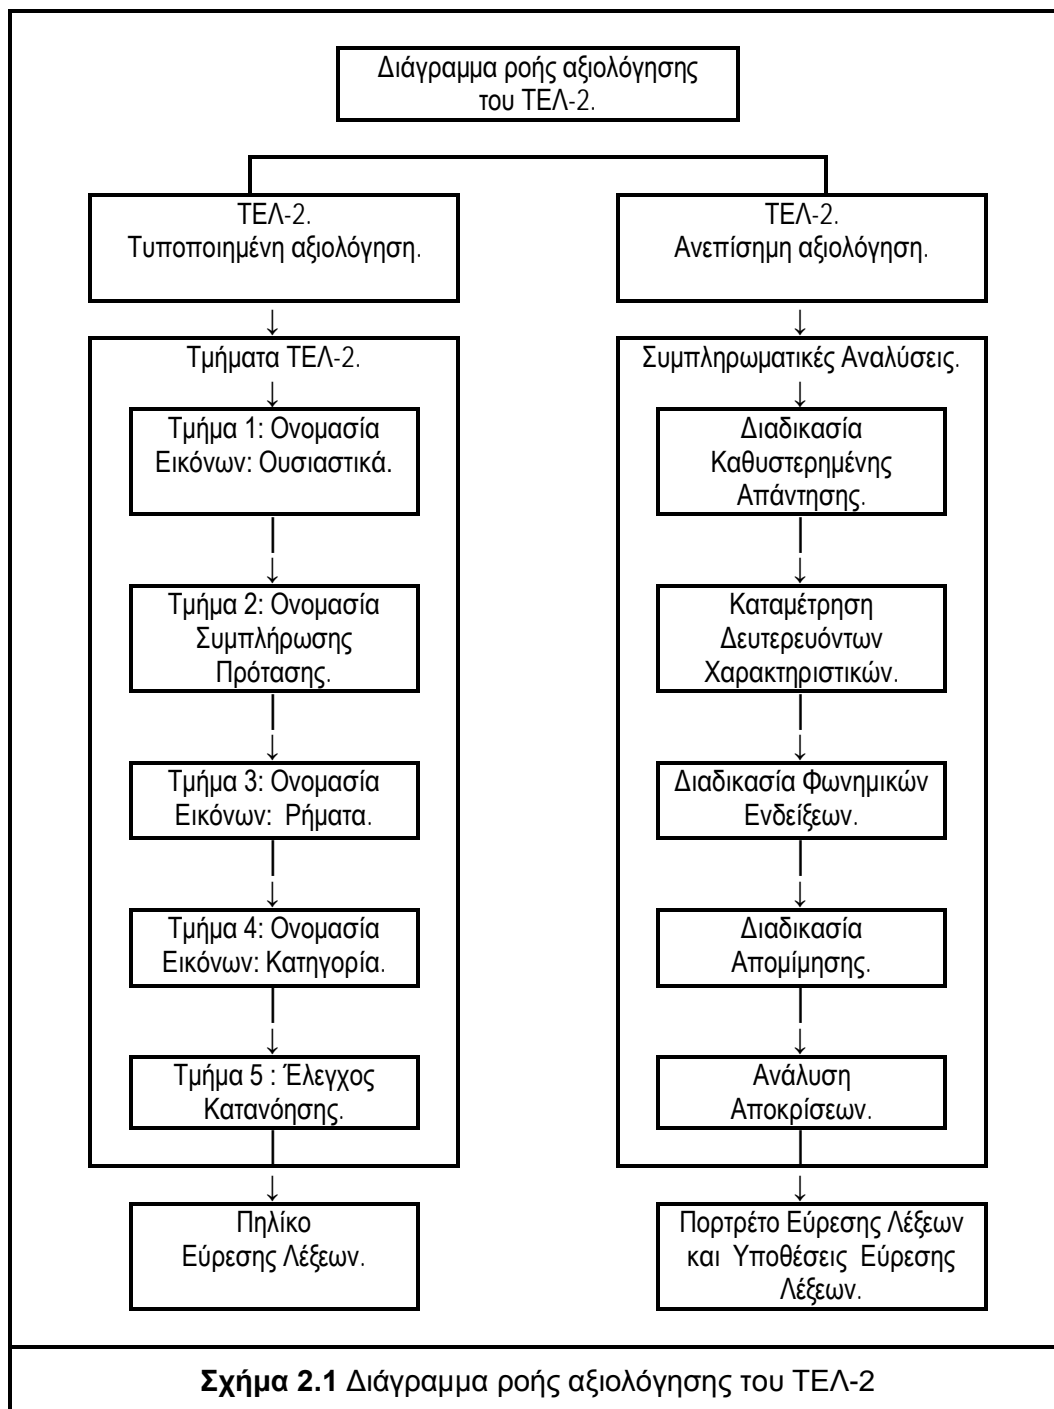 Διάγραμμα ροής αξιολόγησης
του ΤΕΛ-2.
ΤΕΛ-2.
Τυποποιημένη αξιολόγηση.
Τμήματα ΤΕΛ-2.
Τμήμα 1: Ονομασία
Εικόνων: Ουσιαστικά.
Τμήμα 2: Ονομασία
Συμπλήρωσης
Πρότασης.
Τμήμα 3: Ονομασία
Εικόνων: Ρήματα.
Τμήμα 4: Ονομασία
Εικόνων: Κατηγορία.
Τμήμα 5 : Έλεγχος
Κατανόησης.
Πηλίκο
Εύρεσης Λέξεων.
ΤΕΛ-2.
Ανεπίσημη αξιολόγηση.
Συμπληρωματικές Αναλύσεις.
Διαδικασία
Καθυστερημένης
Απάντησης.
Καταμέτρηση
Δευτερευόντων
Χαρακτηριστικών.
Διαδικασία Φωνημικών
Ενδείξεων.
Διαδικασία
Απομίμησης.
Ανάλυση
Αποκρίσεων.
Πορτρέτο Εύρεσης Λέξεων
και Υποθέσεις Εύρεσης
Λέξεων.
Σχήμα 2.1 Διάγραμμα ροής αξιολόγησης του ΤΕΛ-2